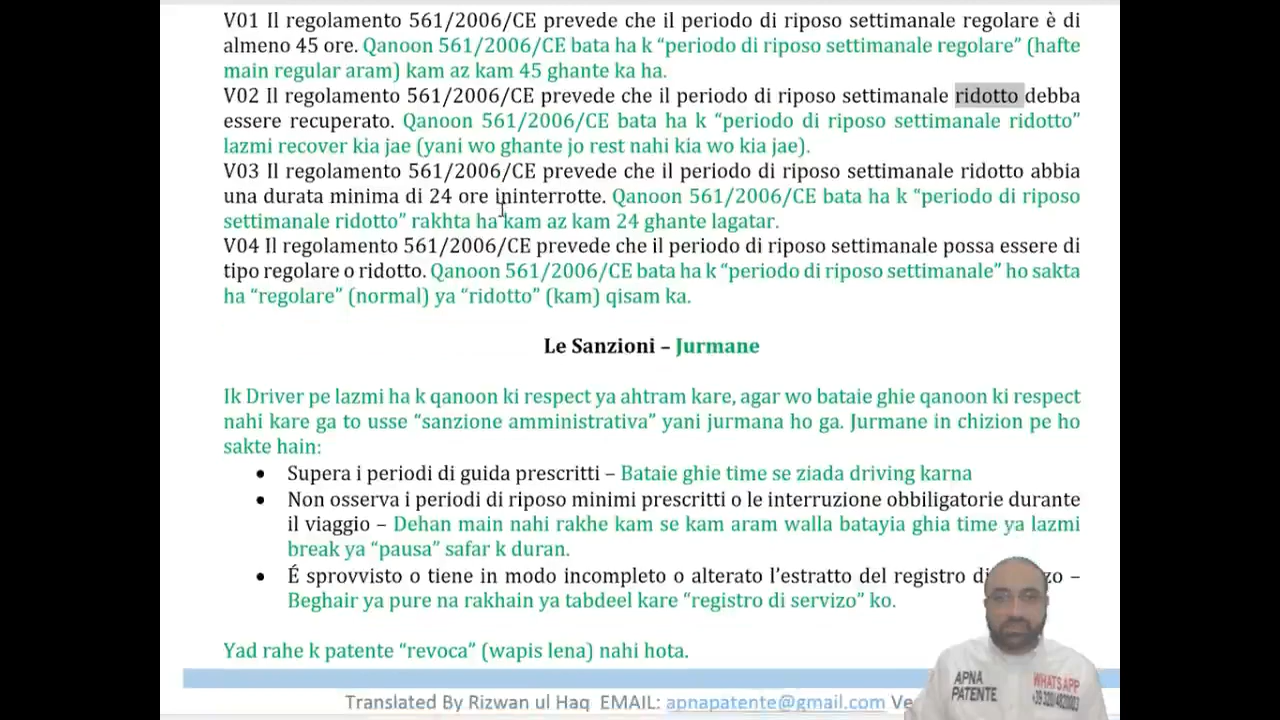 V01 Il regolamento 561/2006/CE prevede che il periodo di riposo settimanale regolare è di
almeno 45 ore. Qanoon 561/2006/CE bata ha k “periodo di riposo settimanale regolare” (hafte
main regular aram) kam az kam 45 ghante ka ha.
V02 Il regolamento 561/2006/CE prevede che il periodo di riposo settimanale ridotto debba
essere recuperato. Qanoon 561/2006/CE bata ha k “periodo di riposo settimanale ridotto”
lazmi recover kia jae (yani wo ghante jo rest nahi kia wo kia jae).
V03 Il regolamento 561/2006/CE prevede che il periodo di riposo settimanale ridotto abbia
una durata minima di 24 ore ininterrotte. Qanoon 561/2006/CE bata ha k “periodo di riposo
settimanale ridotto” rakhta ha kam az kam 24 ghante lagatar.
V04 Il regolamento 561/2006/CE prevede che il periodo di riposo settimanale possa essere di
tipo regolare o ridotto. Qanoon 561/2006/CE bata ha k “periodo di riposo settimanale” ho sakta
ha “regolare” (normal) ya “ridotto” (kam) qisam ka.
Le Sanzioni – Jurmane
Ik Driver pe lazmi ha k qanoon ki respect ya ahtram kare, agar wo bataie ghie qanoon ki respect
nahi kare ga to usse “sanzione amministrativa” yani jurmana ho ga. Jurmane in chizion pe ho
sakte hain:
• Supera i periodi di guida prescritti – Bataie ghie time se ziada driving karna
• Non osserva i periodi di riposo minimi prescritti o le interruzione obbiligatorie durante
il viaggio – Dehan main nahi rakhe kam se kam aram walla batayia ghia time ya lazmi
break ya “pausa” safar k duran.
• É sprovvisto o tiene in modo incompleto o alterato l’estratto del registro –
Beghair ya pure na rakhain ya tabdeel kare “registro di servizo” ko.
Yad rahe k patente “revoca” (wapis lena) nahi hota.
Translated By Rizwan ul Haq EMAIL: apnapatente@gmail.com
APNA
PATENTE
WHATSAPP